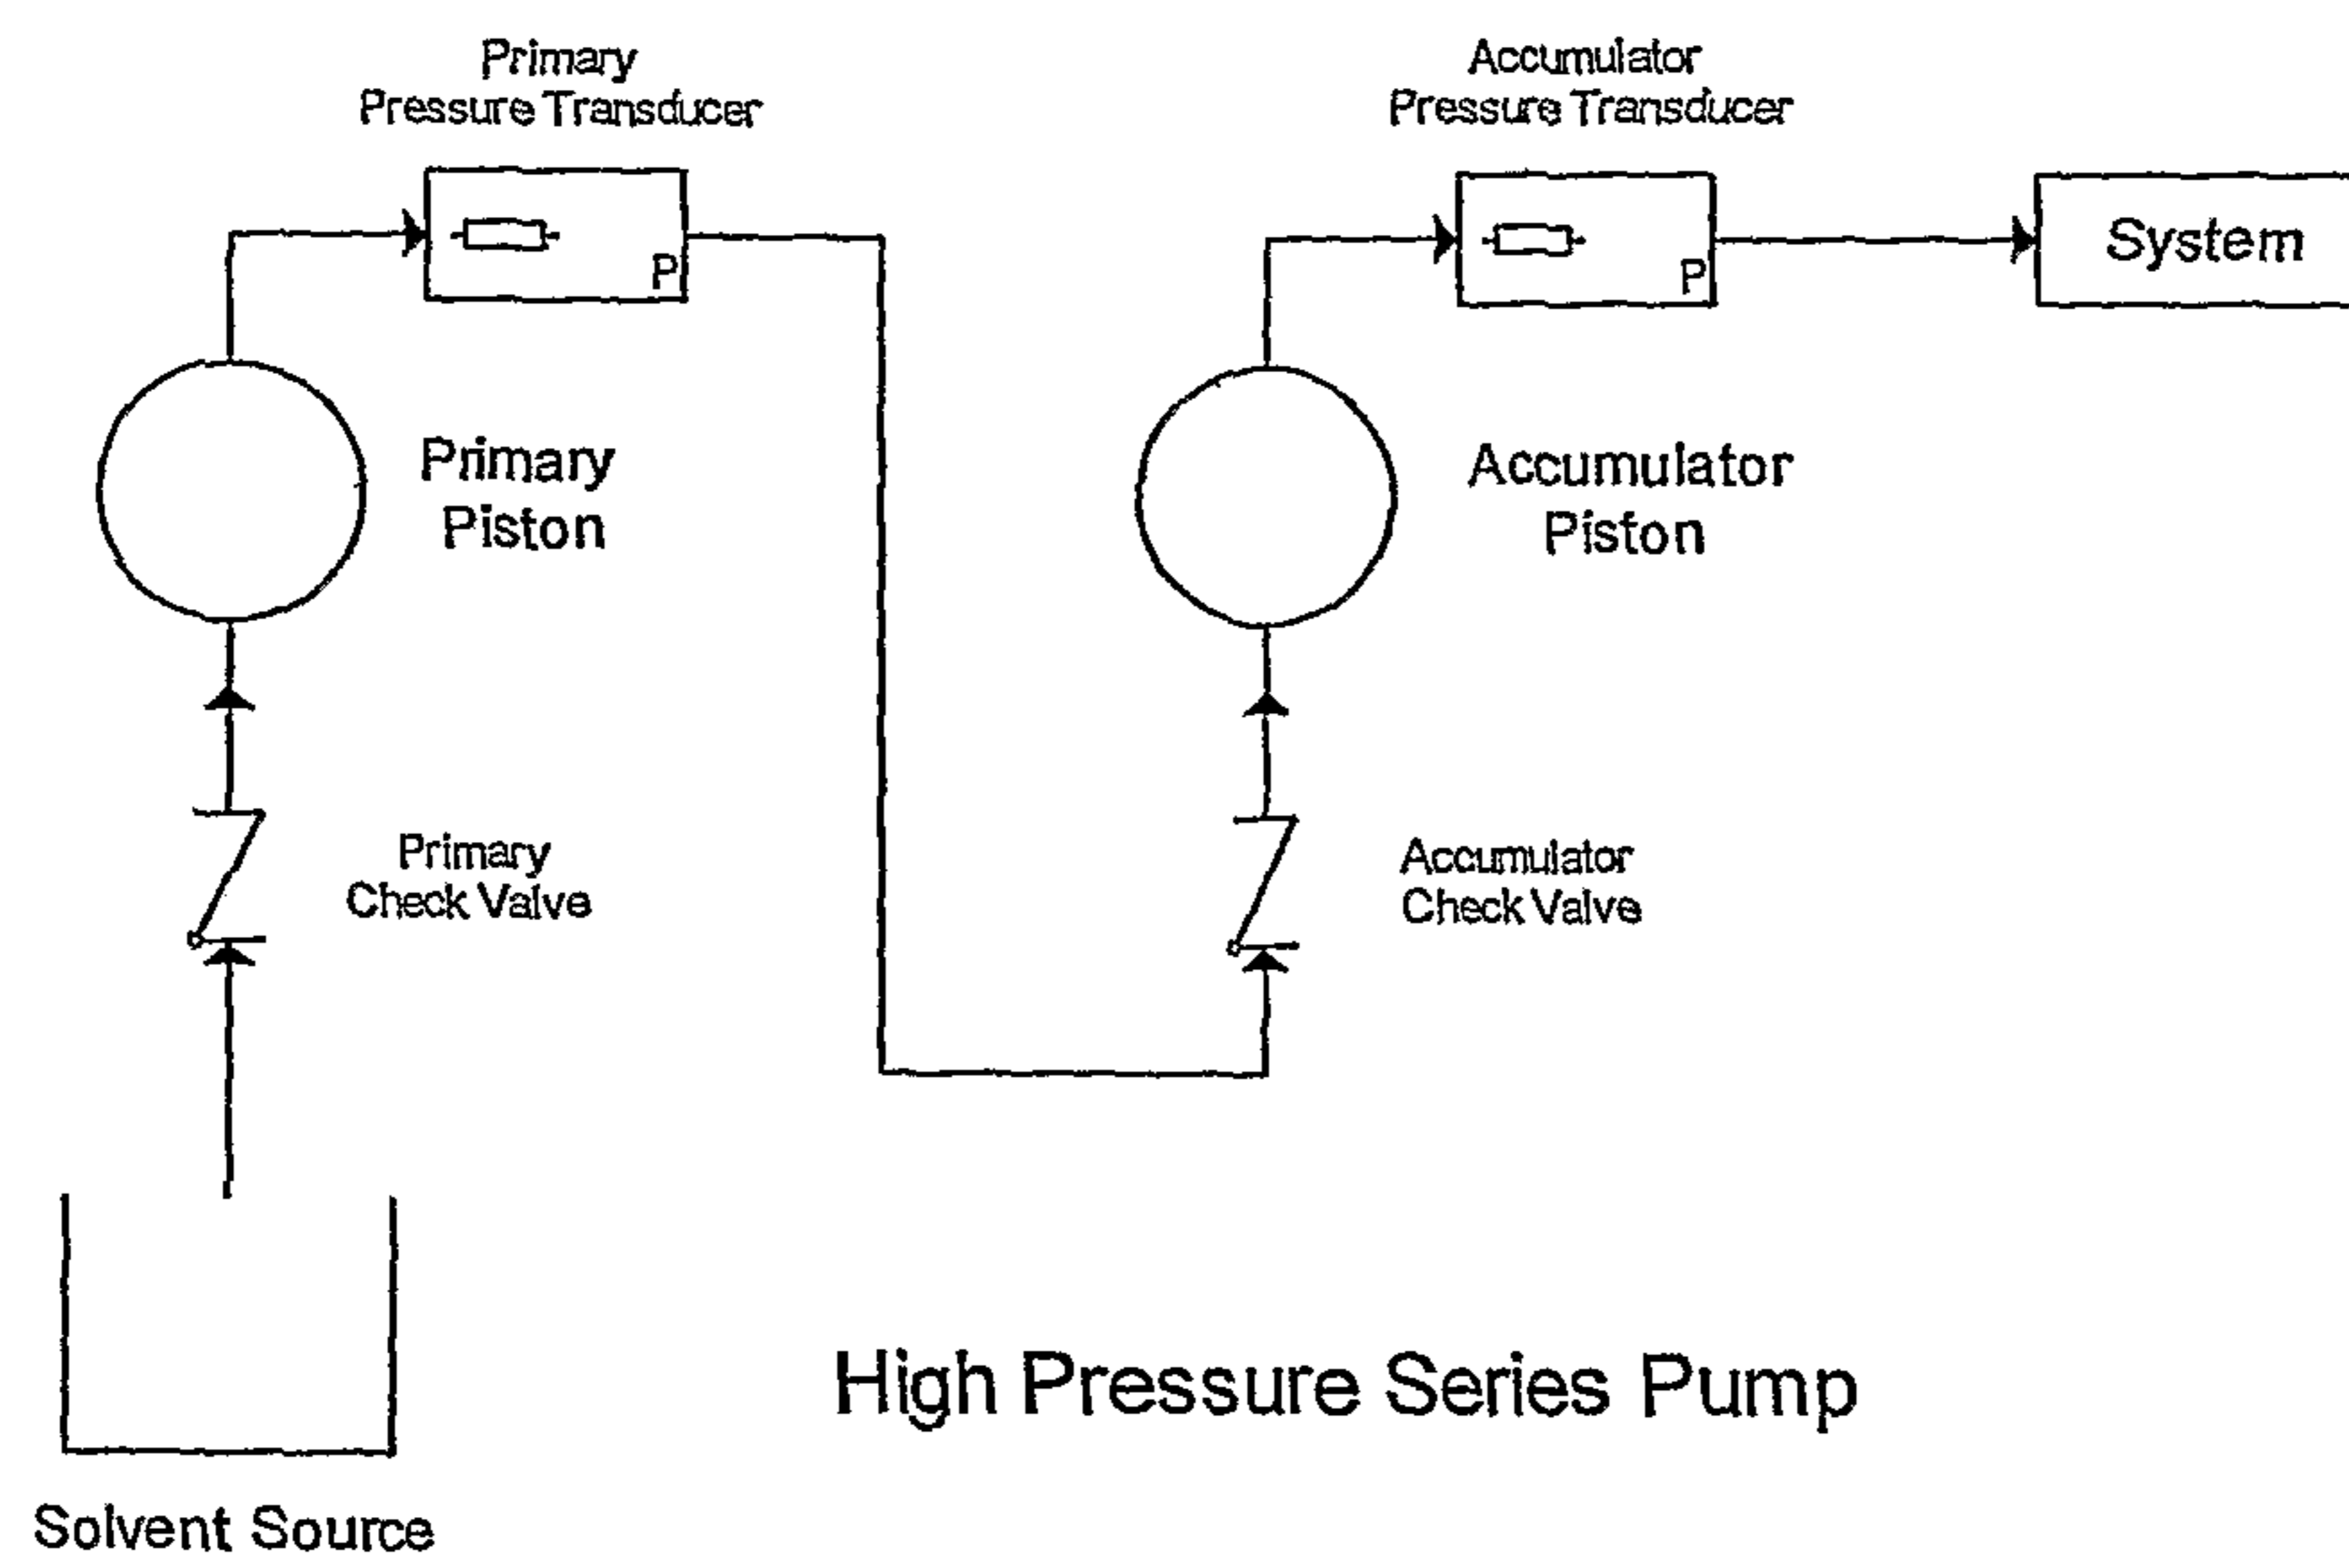 Primary
Pressure Transducer
Accumulator
Pressure Transducer
P
P
System
Primary
Piston
Accumulator
Piston
Primary
Check Valve
Accumulator
Check Valve
High Pressure Series Pump
Solvent Source